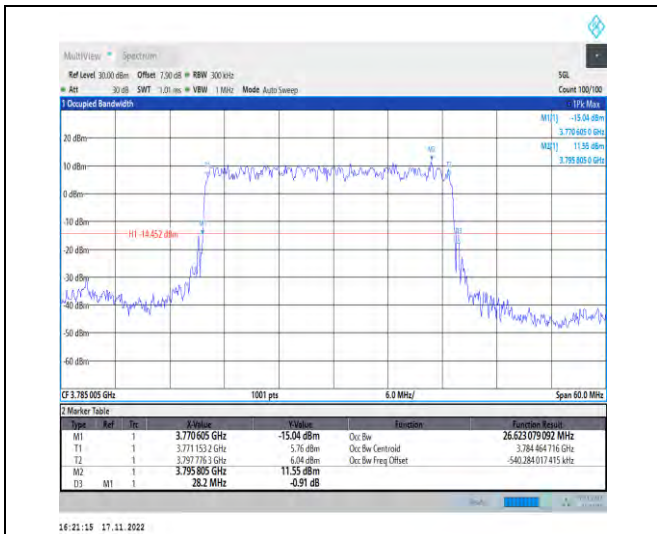 MultiView Spectrum
Ref Level 30.00 dBm Offset 7.90 dB RBW 300 kHz SGL
Att 30 dB SWT 1.01 ms VBW 1 MHz Mode Auto Sweep Count 100/100
1 Occupied Bandwidth 1Pk Max
M1[1] -15.04 dBm
3.770 605 0 GHz
M2[1] 11.55 dBm
3.795 805 0 GHz
20 dBm
M2
10 dBm
0 dBm
-10 dBm
H1 -14.452 dBm
-20 dBm
-30 dBm
-40 dBm
-50 dBm
-60 dBm
CF 3.785 005 GHz 1001 pts 6.0 MHz/ Span 60.0 MHz
2 Marker Table
Type Ref Trc X-Value Y-Value Function Function Result
M1 1 3.770 605 GHz -15.04 dBm Occ Bw 26.623 079 092 MHz
T1 1 3.771 153 2 GHz 5.76 dBm Occ Bw Centroid 3.784 464 716 GHz
T2 1 3.797 776 3 GHz 6.04 dBm Occ Bw Freq Offset -540.284 017 415 kHz
M2 1 3.795 805 GHz 11.55 dBm
D3 M1 1 28.2 MHz -0.91 dB
16:21:15 17.11.2022